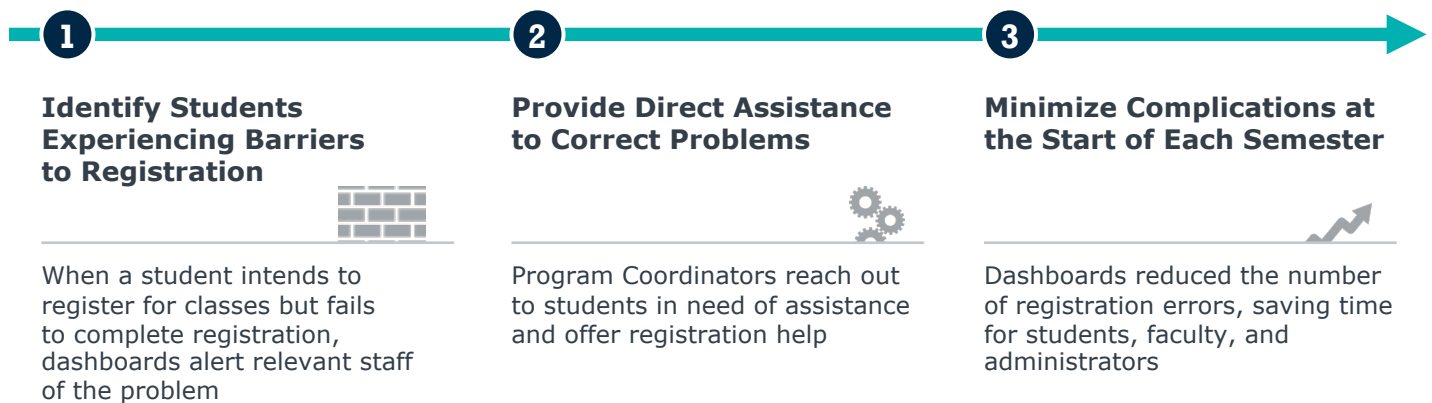 1
Identify Students
Experiencing Barriers
to Registration
When a student intends to
register for classes but fails
to complete registration,
dashboards alert relevant staff
of the problem
2
Provide Direct Assistance
to Correct Problems
Program Coordinators reach out
to students in need of assistance
and offer registration help
3
Minimize Complications at
the Start of Each Semester
Dashboards reduced the number
of registration errors, saving time
for students, faculty, and
administrators